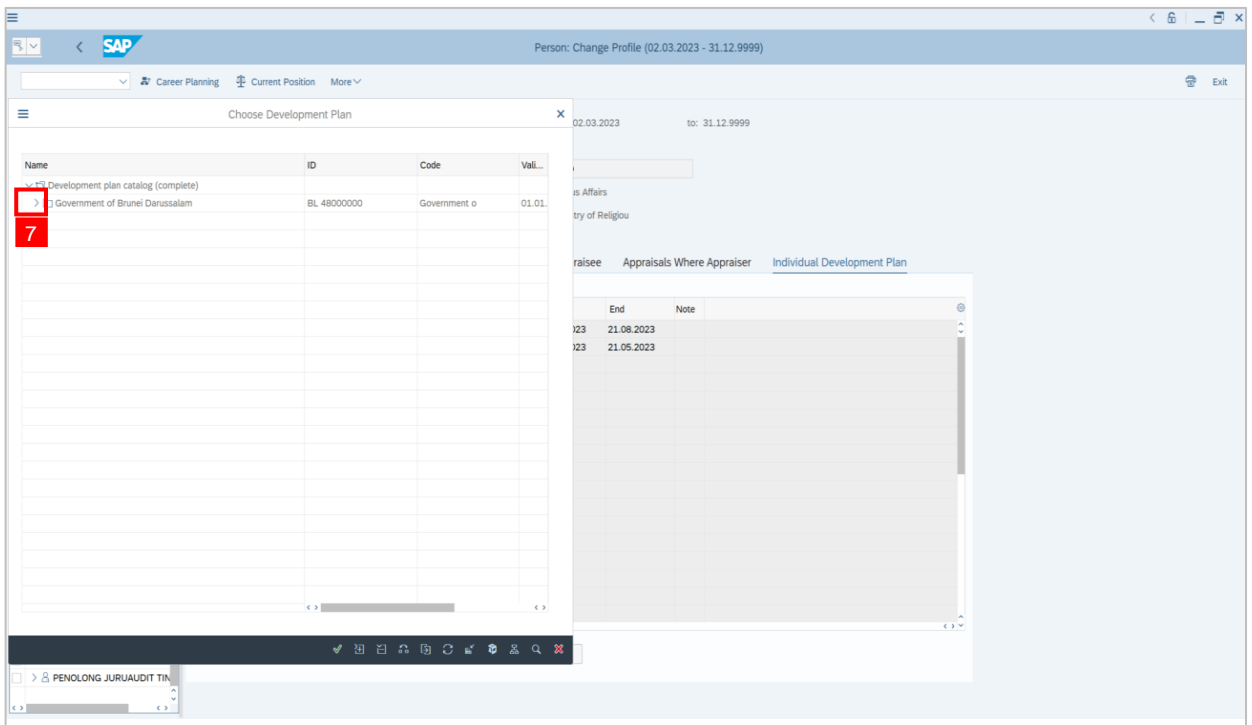 SAP
Person: Change Profile (02.03.2023 - 31.12.9999)
Career Planning Current Position More Exit
Choose Development Plan
02.03.2023 to: 31.12.9999
Name ID Code Vali...
Development plan catalog (complete)
Government of Brunei Darussalam BL 48000000 Government o 01.01.
7
us Affairs
try of Religiou
raisee Appraisals Where Appraiser Individual Development Plan
End Note
023 21.08.2023
023 21.05.2023
PENOLONG JURUAUDIT TIN